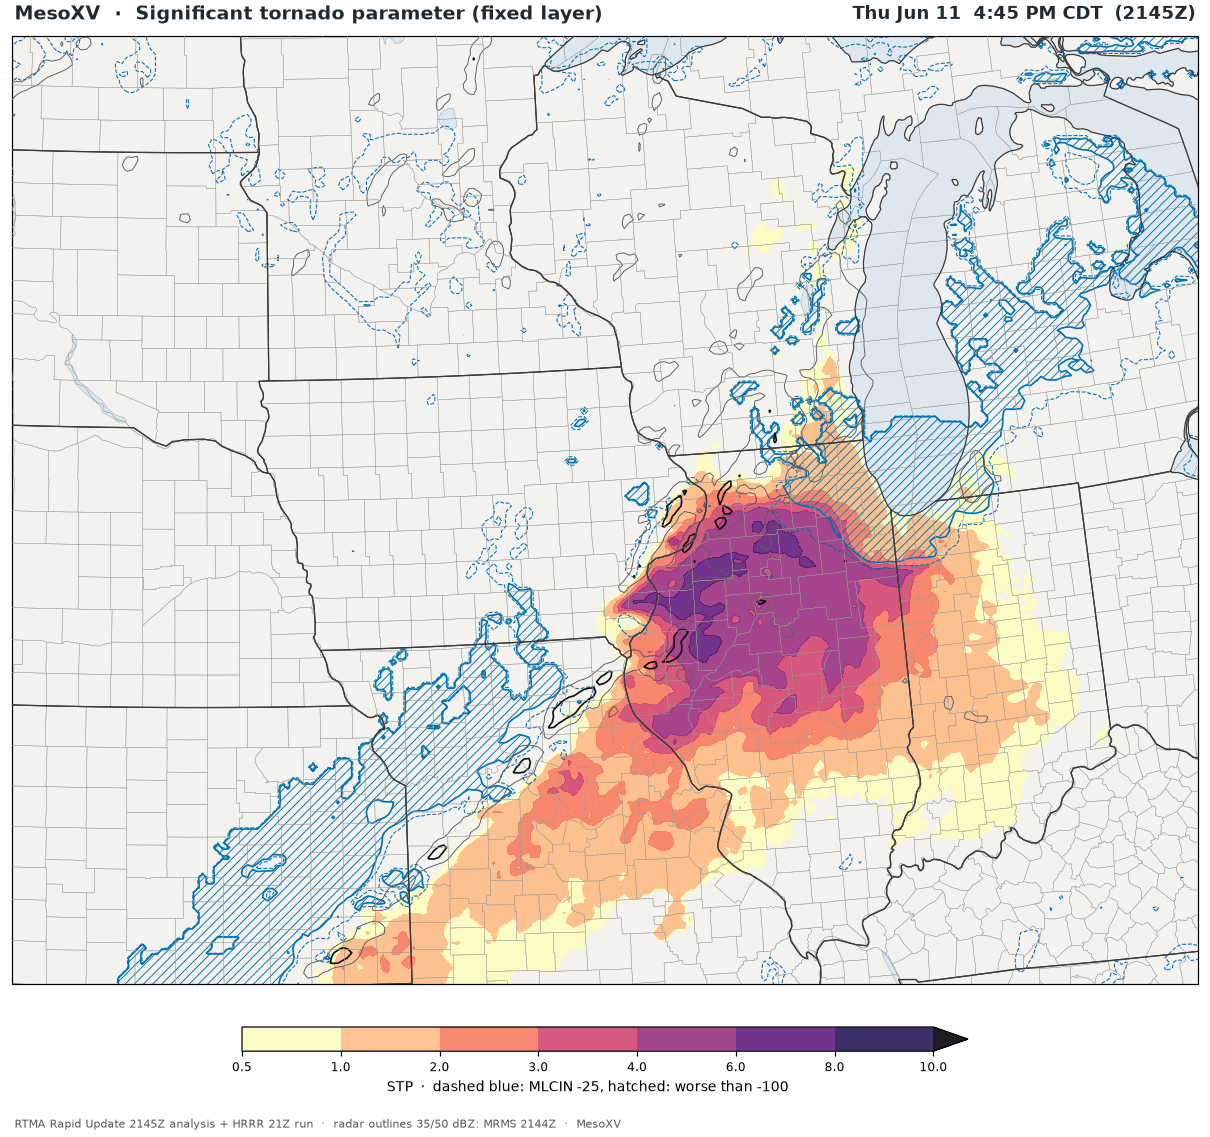 MesoXV · Significant tornado parameter (fixed layer)
Thu Jun 11 4:45 PM CDT (2145Z)
0.5 1.0 2.0 3.0 4.0 6.0 8.0 10.0
STP · dashed blue: MLCIN -25, hatched: worse than -100
RTMA Rapid Update 2145Z analysis + HRRR 21Z run · radar outlines 35/50 dBZ: MRMS 2144Z · MesoXV